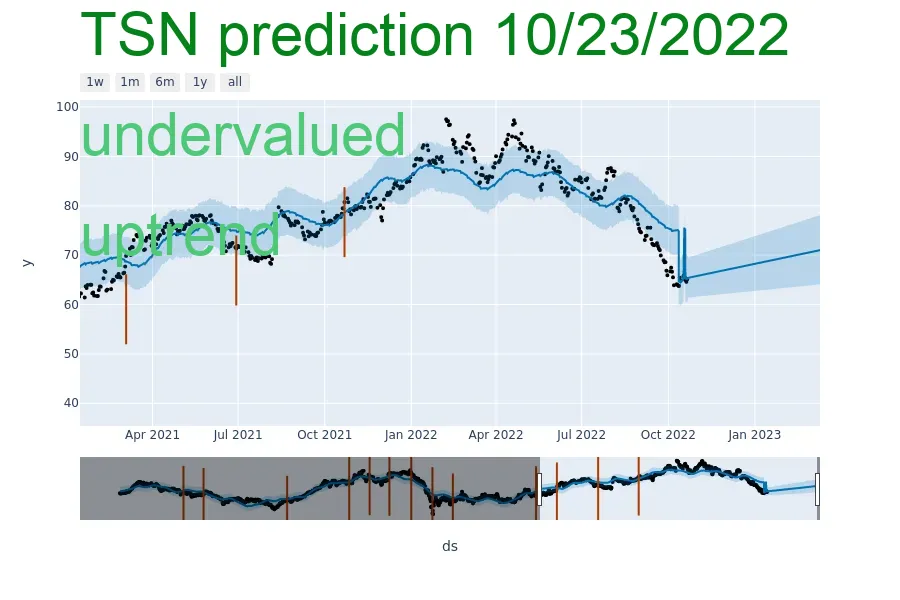 TSN prediction 10/23/2022
1w 1m 6m 1y all
undervalued
uptrend
100
90
80
70
60
50
40
y
Apr 2021 Jul 2021 Oct 2021 Jan 2022 Apr 2022 Jul 2022 Oct 2022 Jan 2023
ds